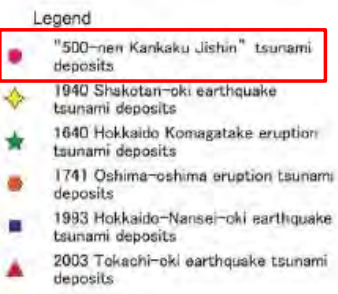 Legend
"500-nen Kankaku Jishin" tsunami
deposits
1940 Shakotan-oki earthquake
tsunami deposits
1640 Hokkaido Komagatake eruption
tsunami deposits
1741 Oshima-oshima eruption tsunami
deposits
1993 Hokkaido-Nansei-oki earthquake
tsunami deposits
2003 Tokachi-oki earthquake tsunami
deposits